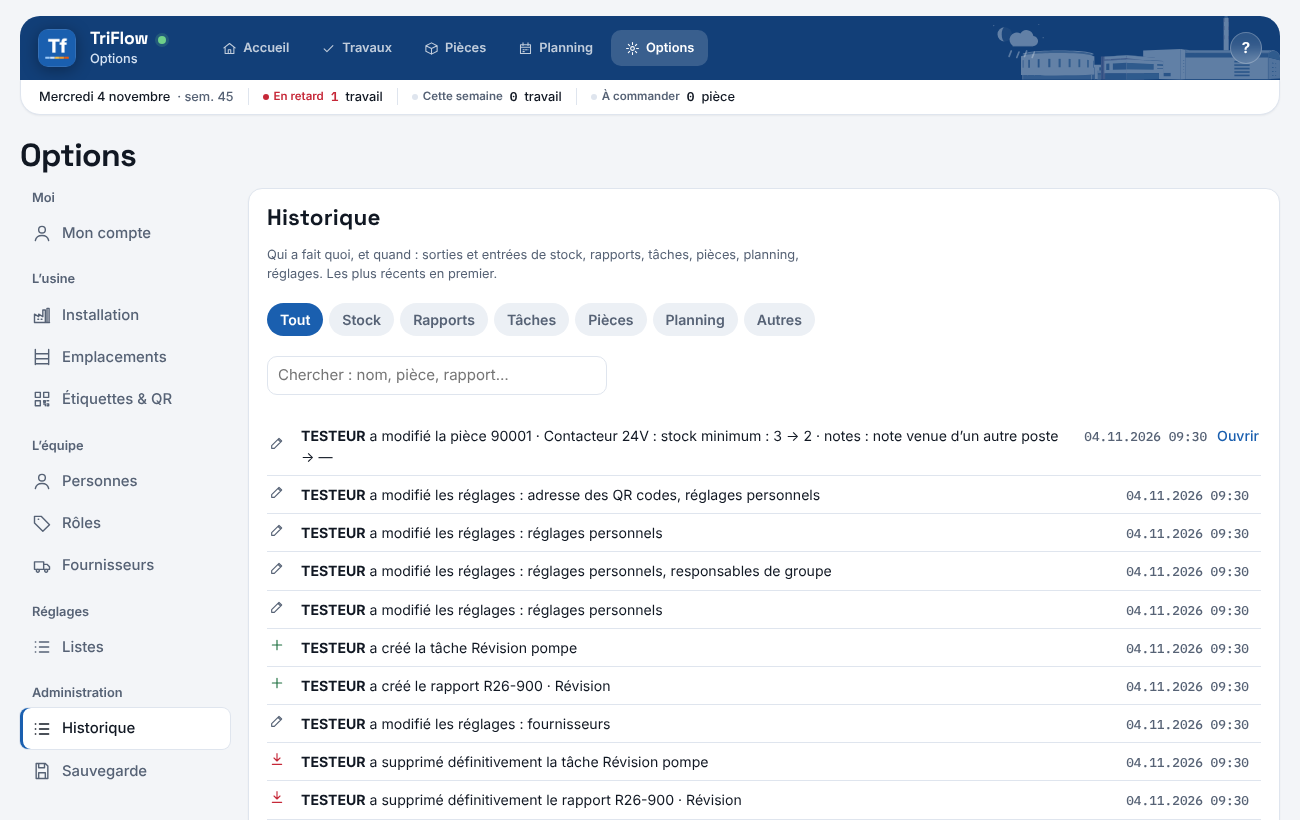 Tf
TriFlow
Options
Accueil
Travaux
Pièces
Planning
Options
?
Mercredi 4 novembre · sem. 45
En retard 1 travail
Cette semaine 0 travail
À commander 0 pièce
Options
Moi
Mon compte
L’usine
Installation
Emplacements
Étiquettes & QR
L’équipe
Personnes
Rôles
Fournisseurs
Réglages
Listes
Administration
Historique
Sauvegarde
Historique
Qui a fait quoi, et quand : sorties et entrées de stock, rapports, tâches, pièces, planning,
réglages. Les plus récents en premier.
Tout
Stock
Rapports
Tâches
Pièces
Planning
Autres
Chercher : nom, pièce, rapport...
TESTEUR a modifié la pièce 90001 · Contacteur 24V : stock minimum : 3 → 2 · notes : note venue d’un autre poste
→ —
04.11.2026 09:30 Ouvrir
TESTEUR a modifié les réglages : adresse des QR codes, réglages personnels 04.11.2026 09:30
TESTEUR a modifié les réglages : réglages personnels 04.11.2026 09:30
TESTEUR a modifié les réglages : réglages personnels, responsables de groupe 04.11.2026 09:30
TESTEUR a modifié les réglages : réglages personnels 04.11.2026 09:30
TESTEUR a créé la tâche Révision pompe 04.11.2026 09:30
TESTEUR a créé le rapport R26-900 · Révision 04.11.2026 09:30
TESTEUR a modifié les réglages : fournisseurs 04.11.2026 09:30
TESTEUR a supprimé définitivement la tâche Révision pompe 04.11.2026 09:30
TESTEUR a supprimé définitivement le rapport R26-900 · Révision 04.11.2026 09:30